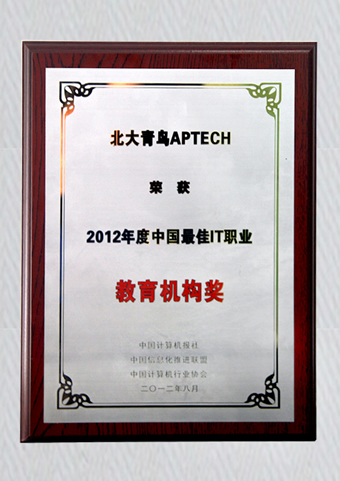 北大青鸟APTECH
荣 获
2012年度中国最佳IT职业
教育机构奖
中国计算机报社
中国信息化推进联盟
中国计算机行业协会
二〇一二年八月